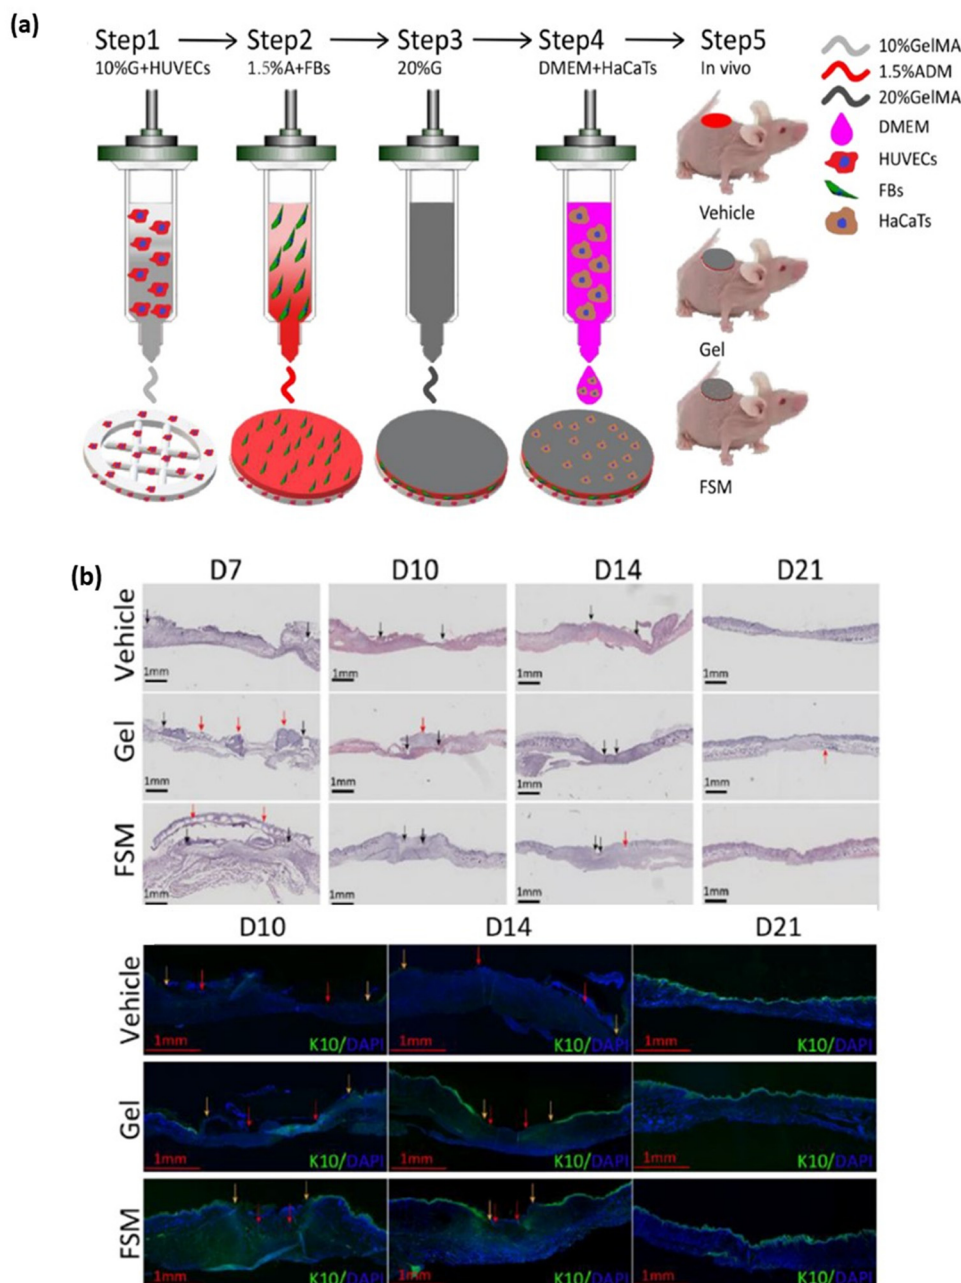 (a)
Step1 Step2 Step3 Step4 Step5
10%G+HUVECs 1.5%A+FBs 20%G DMEM+HaCaTs In vivo
10%GelMA
1.5%ADM
20%GelMA
DMEM
HUVECs
FBs
HaCaTs
Vehicle
Gel
FSM
(b)
D7 D10 D14 D21
Vehicle
1mm 1mm 1mm 1mm
Gel
1mm 1mm 1mm 1mm
FSM
1mm 1mm 1mm 1mm
D10 D14 D21
Vehicle
1mm K10/DAPI 1mm K10/DAPI 1mm K10/DAPI
Gel
1mm K10/DAPI 1mm K10/DAPI 1mm K10/DAPI
FSM
1mm K10/DAPI 1mm K10/DAPI 1mm K10/DAPI